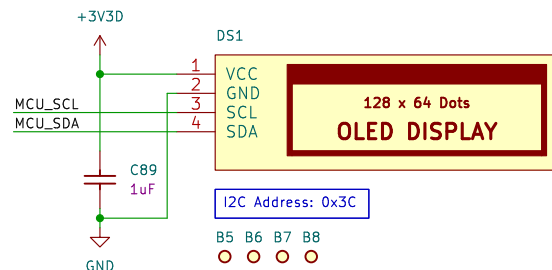 +3V3D
DS1
1 VCC
2 GND
MCU_SCL 3 SCL
MCU_SDA 4 SDA
128 x 64 Dots
OLED DISPLAY
C89
1uF
I2C Address: 0x3C
B5 B6 B7 B8
GND